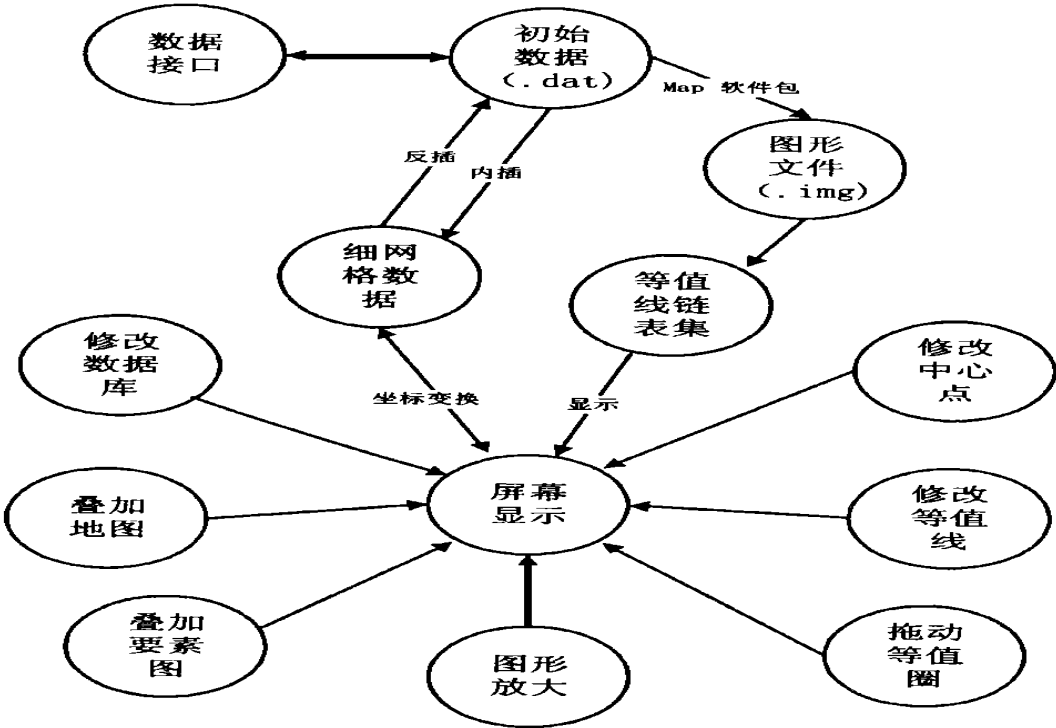 数据
接口
初始
数据
(.dat)
Map 软件包
图形
文件
(.img)
反插
内插
细网
格数
据
等值
线链
表集
修改
数据
库
坐标变换
显示
修改
中心
点
叠加
地图
屏幕
显示
修改
等值
线
叠加
要素
图
图形
放大
拖动
等值
圈